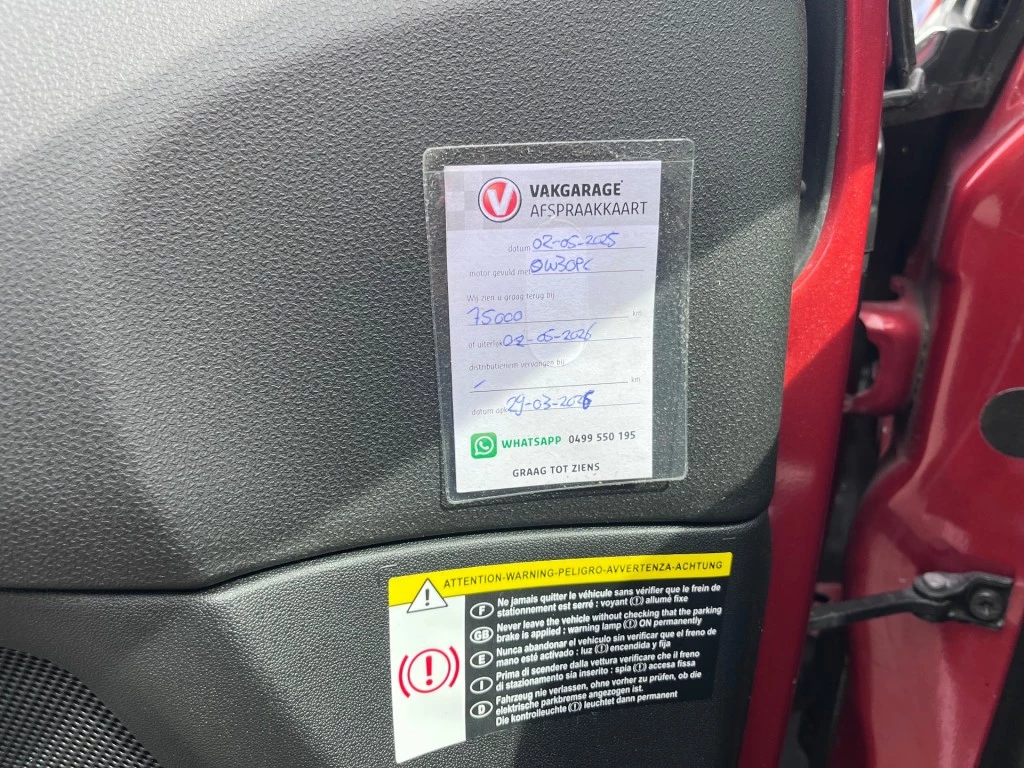 V VAKGARAGE
AFSPRAAKKAART
datum 02-05-2025
motor gevuld met 0W30PC
Wij zien u graag terug bij
75000 km
of uiterlijk 02-05-2026
distributieriem vervangen bij
/ km
datum apk 29-03-2026
WHATSAPP 0499 550 195
GRAAG TOT ZIENS
ATTENTION-WARNING-PELIGRO-AVVERTENZA-ACHTUNG
F Ne jamais quitter le véhicule sans vérifier que le frein de
stationnement est serré : voyant (!) allumé fixe
GB Never leave the vehicle without checking that the parking
brake is applied : warning lamp (!) ON permanently
E Nunca abandonar el vehiculo sin verificar que el freno de
mano esté activado : luz (!) encendida y fija
I Prima di scendere dalla vettura verificare che il freno
di stazionamento sia inserito : spia (!) accesa fissa
D Fahrzeug nie verlassen, ohne vorher zu prüfen, ob die
elektrische parkbremse angezogen ist.
Die kontrolleuchte (!) leuchtet dann permanent